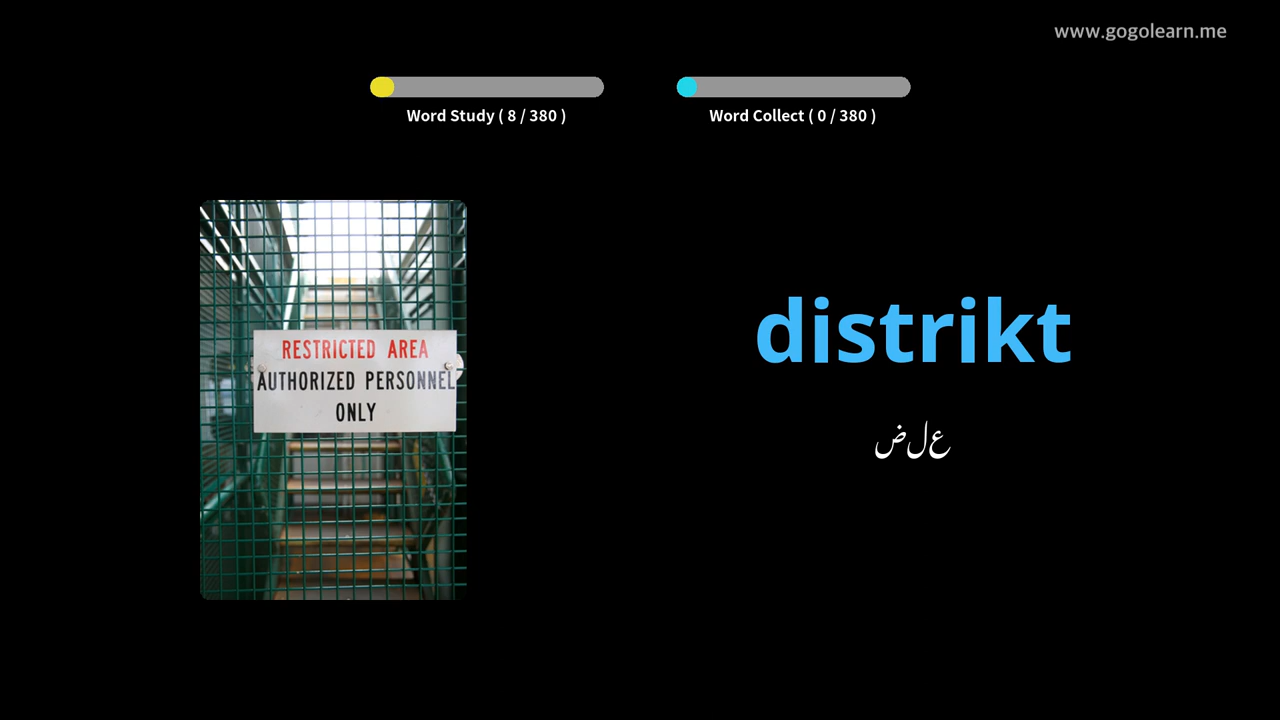 www.gogolearn.me
Word Study ( 8 / 380 )
Word Collect ( 0 / 380 )
RESTRICTED AREA
AUTHORIZED PERSONNEL
ONLY
distrikt
علض